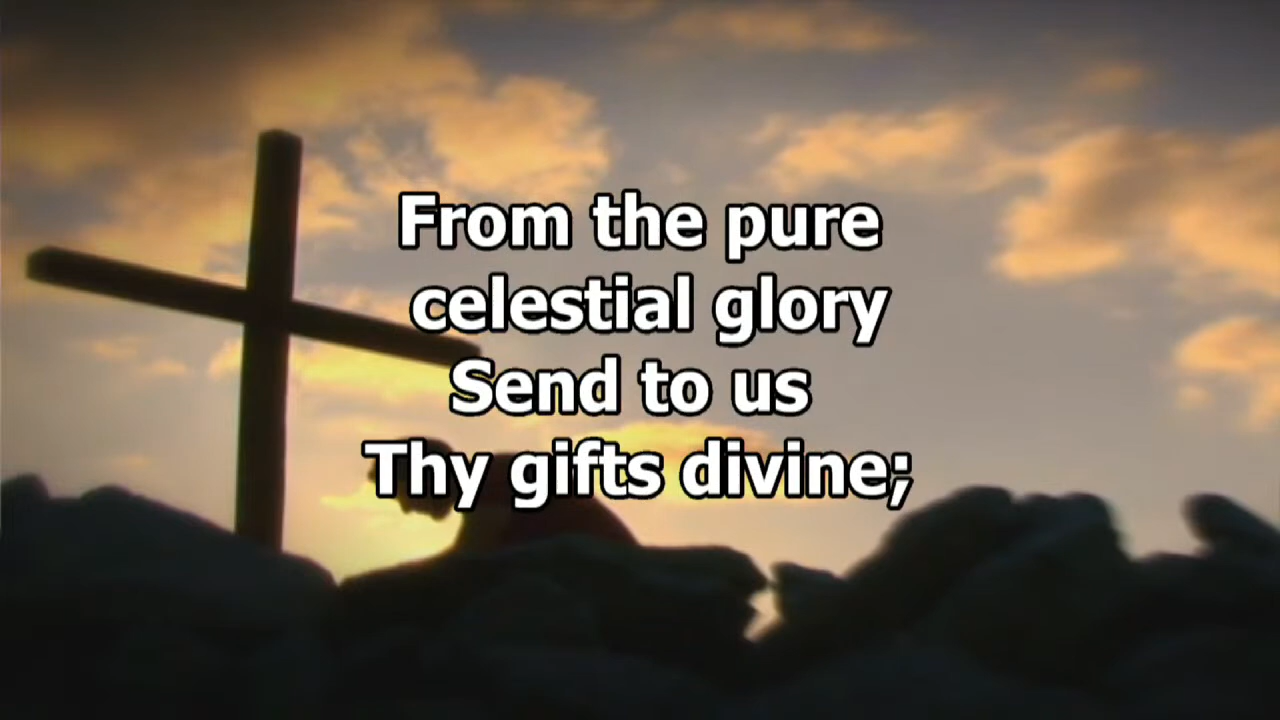 From the pure
celestial glory
Send to us
Thy gifts divine;